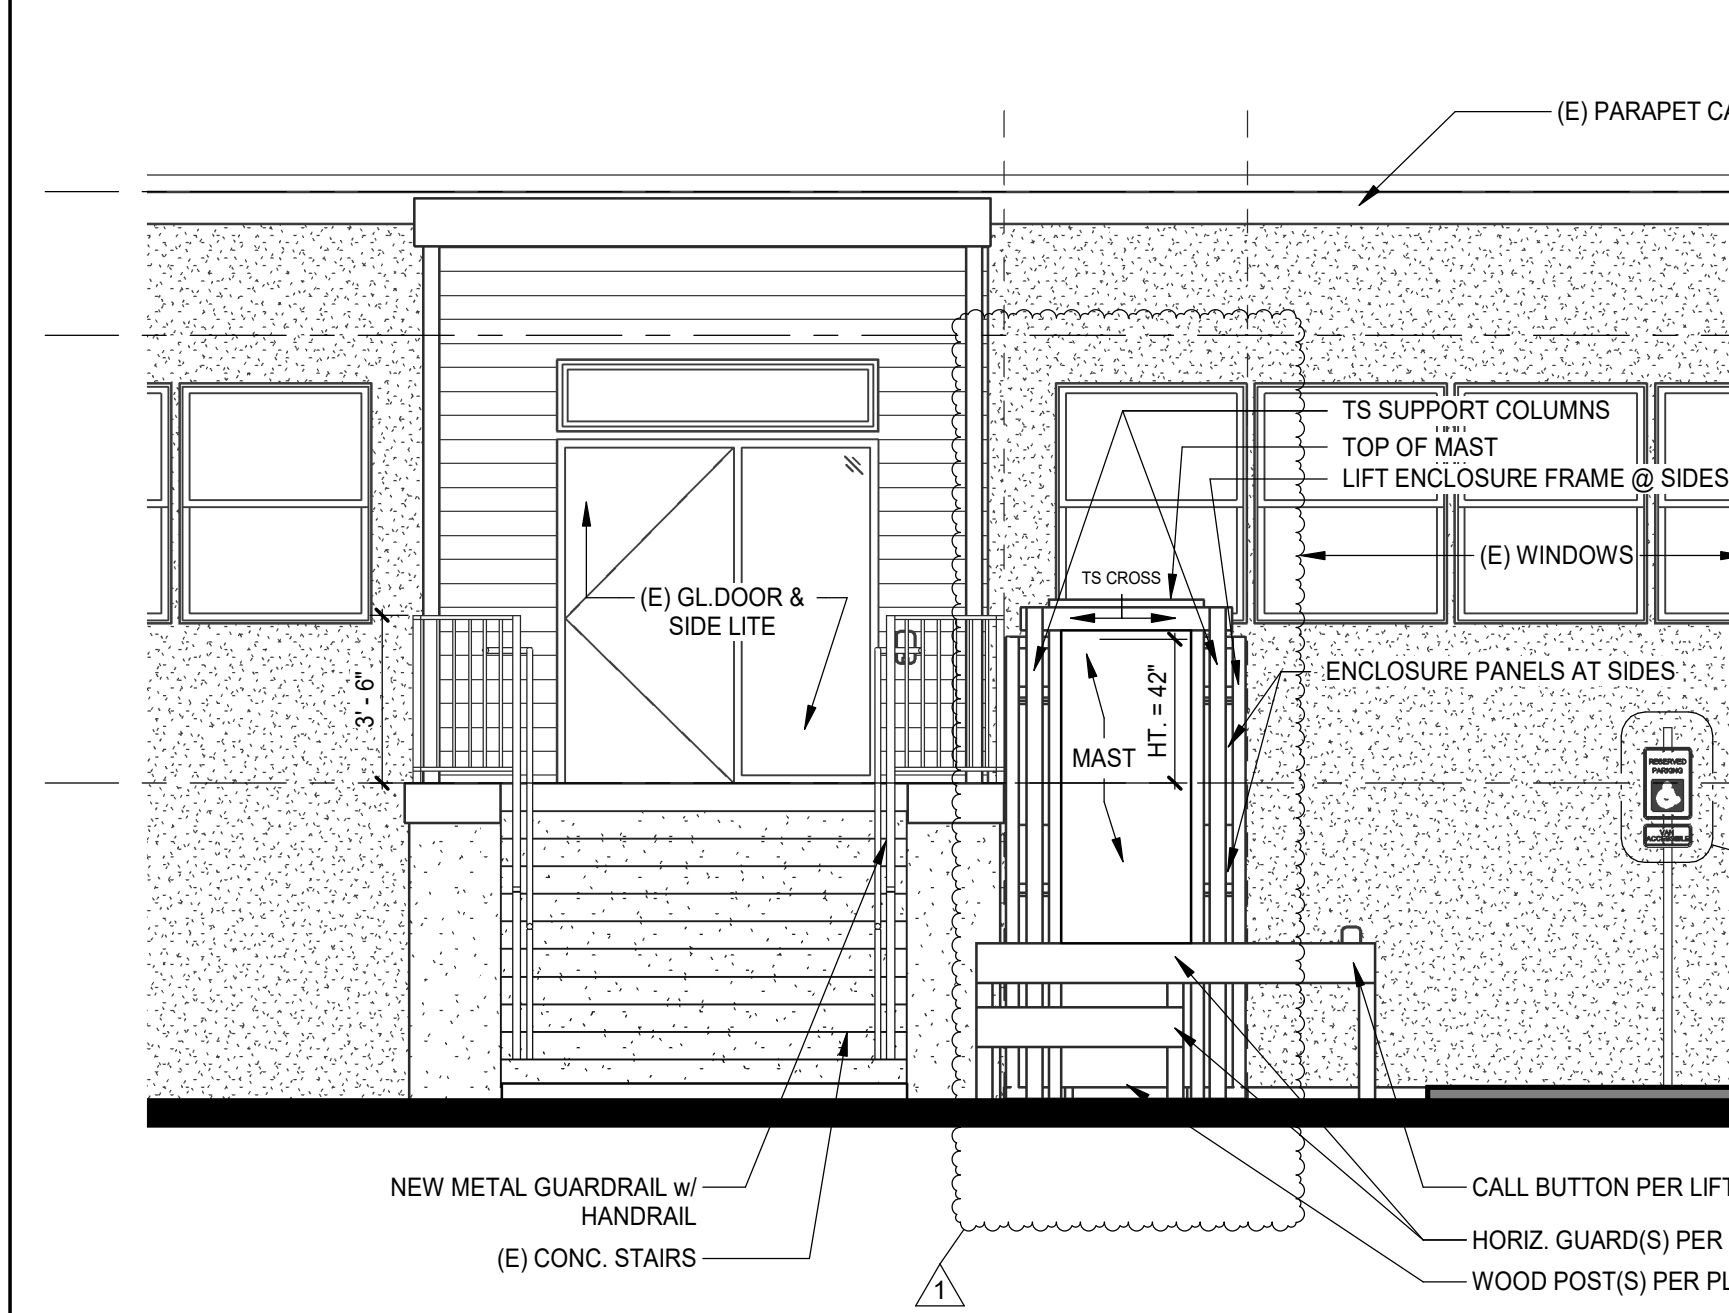 (E) PARAPET CA
TS SUPPORT COLUMNS
TOP OF MAST
LIFT ENCLOSURE FRAME @ SIDES
(E) WINDOWS
TS CROSS
(E) GL.DOOR &
SIDE LITE
3' - 6"
HT. = 42"
MAST
ENCLOSURE PANELS AT SIDES
RESERVED
PARKING
VAN
ACCESSIBLE
NEW METAL GUARDRAIL w/
HANDRAIL
(E) CONC. STAIRS
1
CALL BUTTON PER LIFT
HORIZ. GUARD(S) PER
WOOD POST(S) PER PL